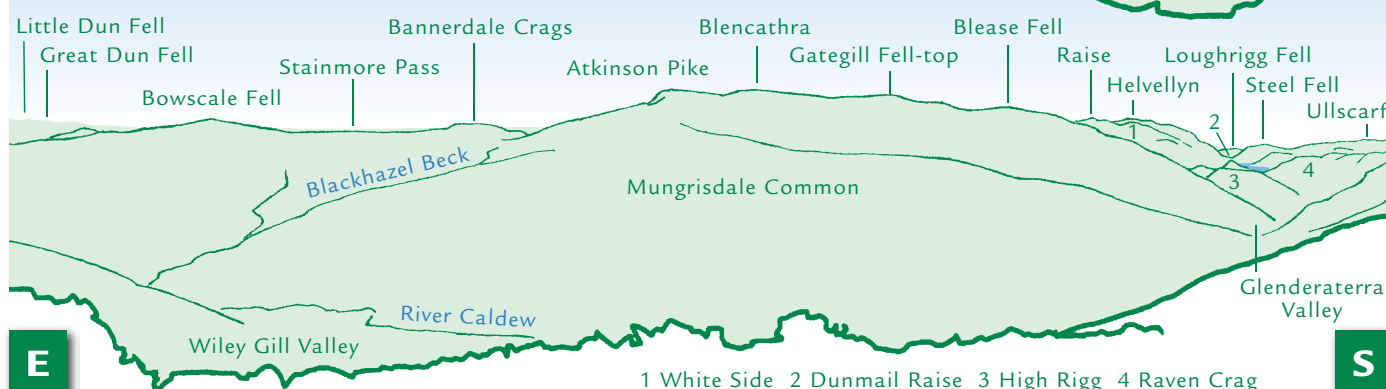 Little Dun Fell
Great Dun Fell
Bowscale Fell
Stainmore Pass
Bannerdale Crags
Atkinson Pike
Blencathra
Gategill Fell-top
Blease Fell
Raise
Helvellyn
Loughrigg Fell
Steel Fell
Ullscarf
1
2
3
4
Blackhazel Beck
Mungrisdale Common
River Caldew
Wiley Gill Valley
Glenderaterra
Valley
E
S
1 White Side 2 Dunmail Raise 3 High Rigg 4 Raven Crag